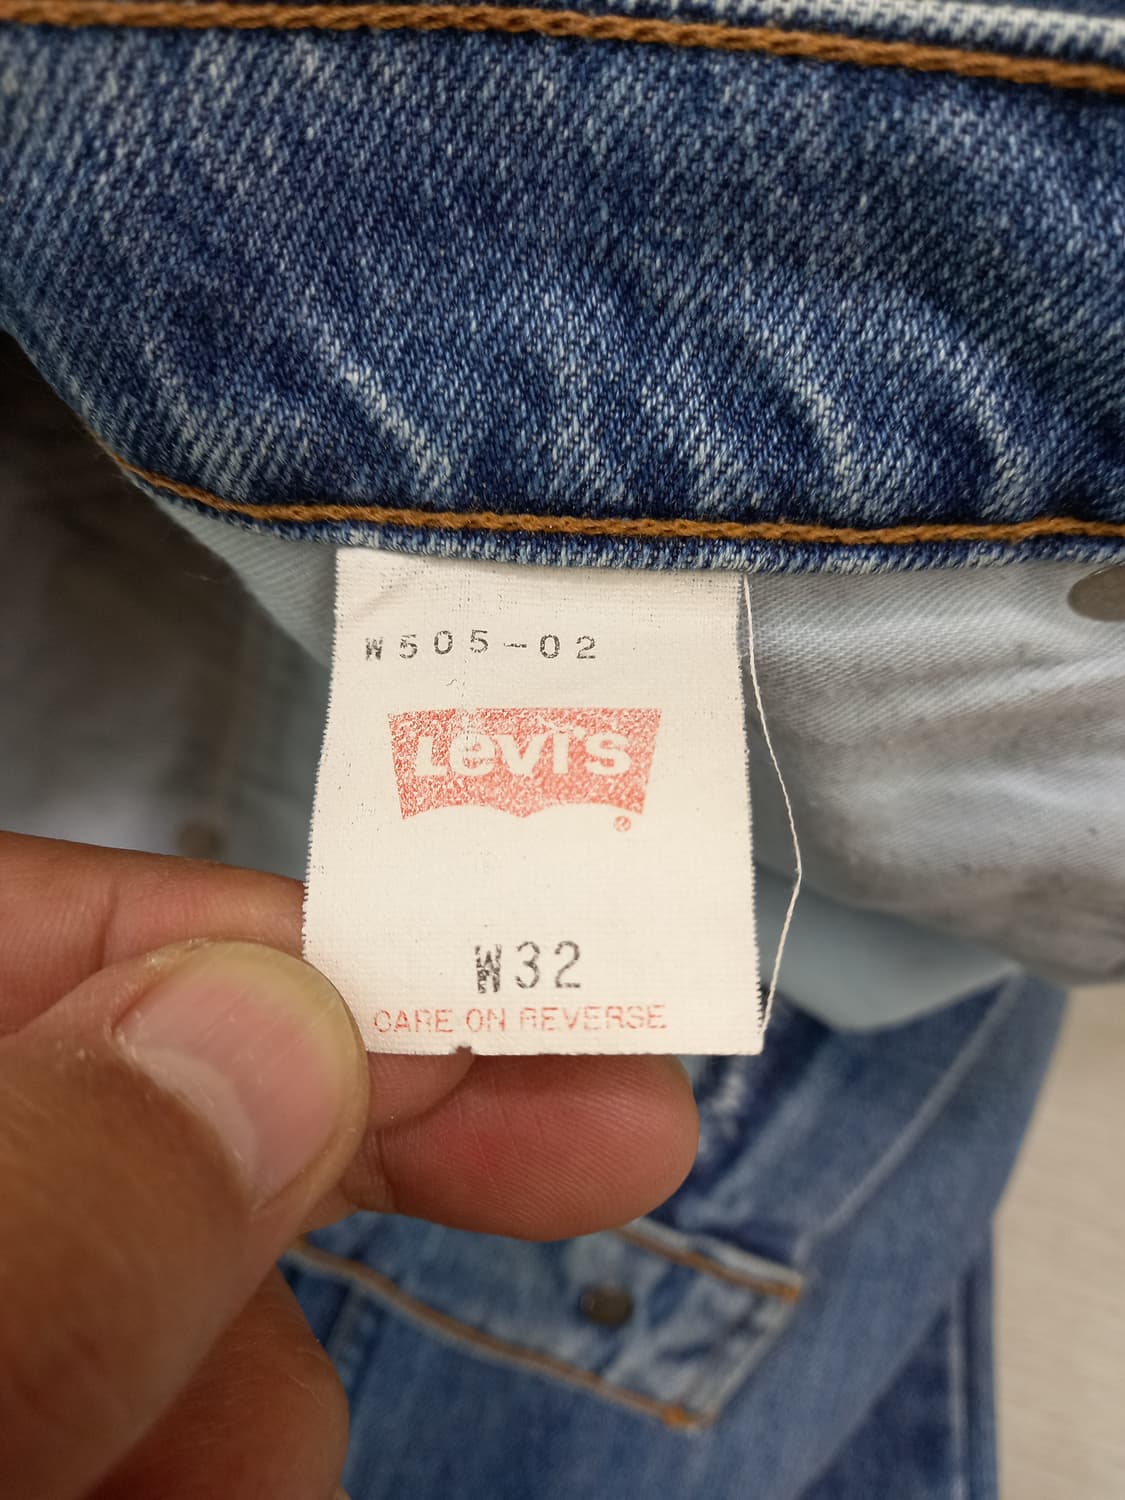 W505-02
Levi's
®
W32
CARE ON REVERSE